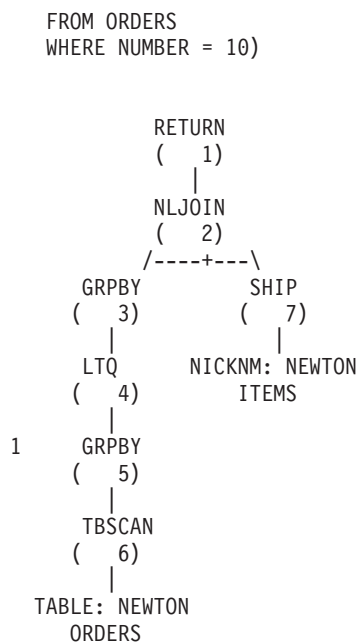 FROM ORDERS
WHERE NUMBER = 10)
RETURN
( 1)
|
NLJOIN
( 2)
/----+---\
GRPBY SHIP
( 3) ( 7)
| |
LTQ NICKNM: NEWTON
( 4) ITEMS
|
1 GRPBY
( 5)
|
TBSCAN
( 6)
|
TABLE: NEWTON
ORDERS